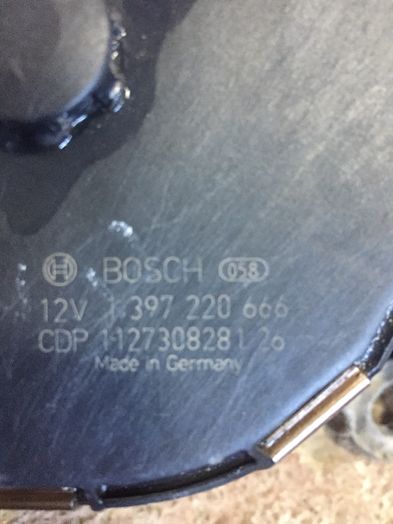 BOSCH 058
12V 1 397 220 666
CDP 1127308281 26
Made in Germany